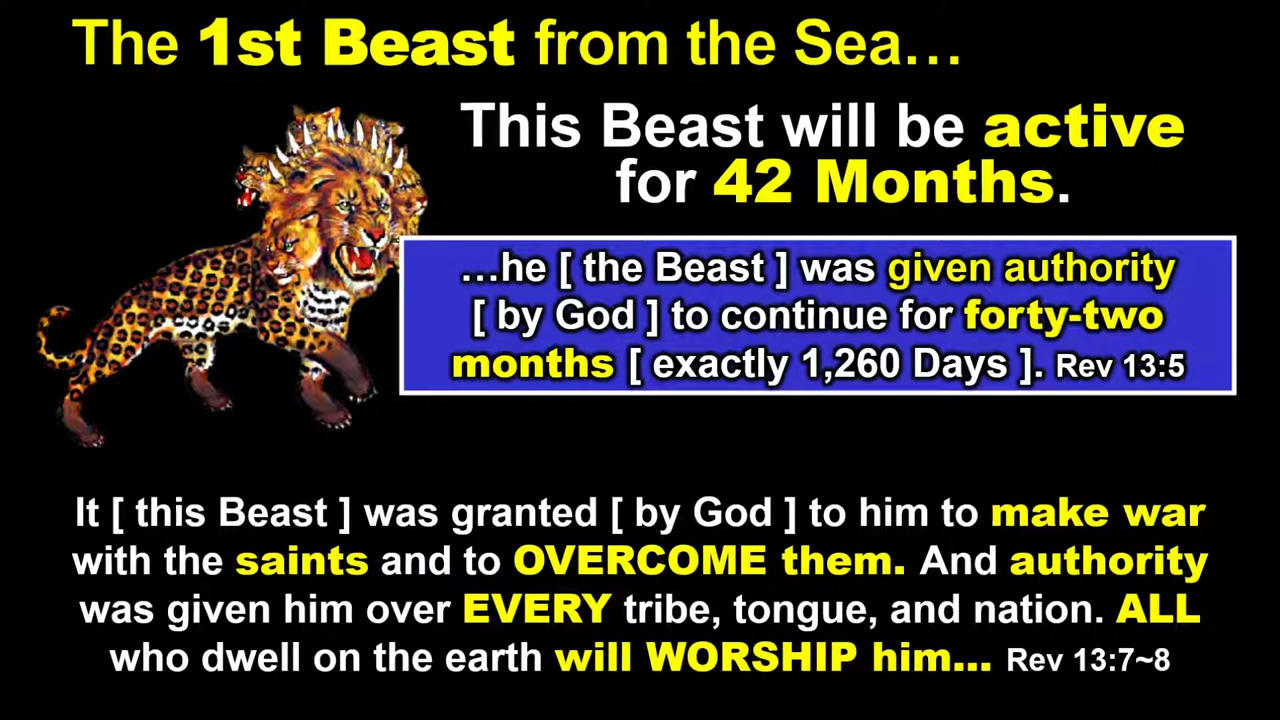 The 1st Beast from the Sea…
This Beast will be active
for 42 Months.
…he [ the Beast ] was given authority
[ by God ] to continue for forty-two
months [ exactly 1,260 Days ]. Rev 13:5
It [ this Beast ] was granted [ by God ] to him to make war
with the saints and to OVERCOME them. And authority
was given him over EVERY tribe, tongue, and nation. ALL
who dwell on the earth will WORSHIP him… Rev 13:7~8